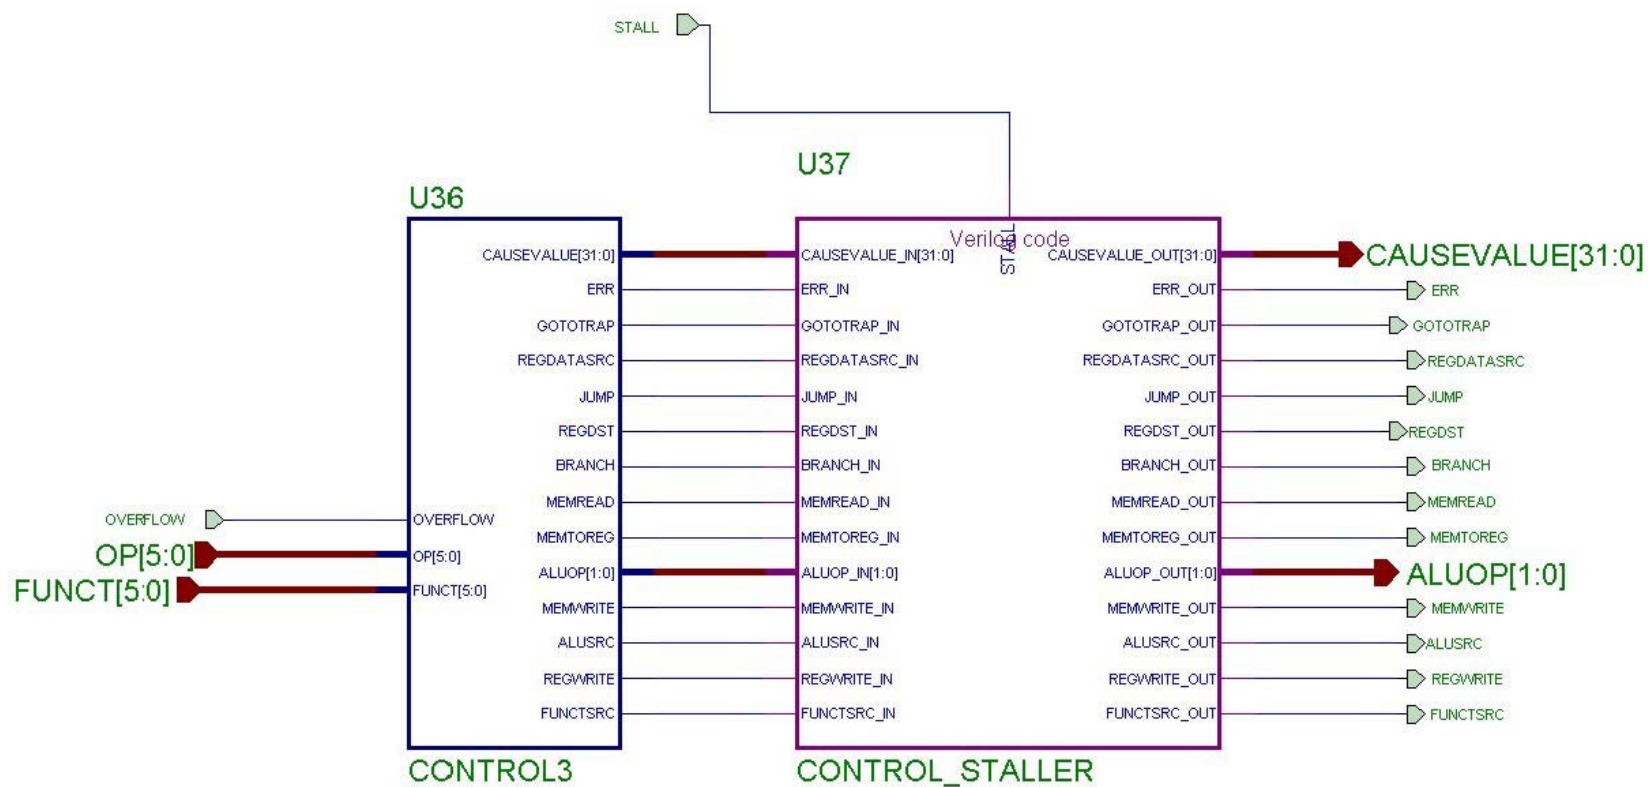 STALL
U37
U36
Verilog code
STALL
CAUSEVALUE[31:0] CAUSEVALUE_IN[31:0] CAUSEVALUE_OUT[31:0] CAUSEVALUE[31:0]
ERR ERR_IN ERR_OUT ERR
GOTOTRAP GOTOTRAP_IN GOTOTRAP_OUT GOTOTRAP
REGDATASRC REGDATASRC_IN REGDATASRC_OUT REGDATASRC
JUMP JUMP_IN JUMP_OUT JUMP
REGDST REGDST_IN REGDST_OUT REGDST
BRANCH BRANCH_IN BRANCH_OUT BRANCH
MEMREAD MEMREAD_IN MEMREAD_OUT MEMREAD
OVERFLOW OVERFLOW
MEMTOREG MEMTOREG_IN MEMTOREG_OUT MEMTOREG
OP[5:0] OP[5:0]
ALUOP[1:0] ALUOP_IN[1:0] ALUOP_OUT[1:0] ALUOP[1:0]
FUNCT[5:0] FUNCT[5:0]
MEMWRITE MEMWRITE_IN MEMWRITE_OUT MEMWRITE
ALUSRC ALUSRC_IN ALUSRC_OUT ALUSRC
REGWRITE REGWRITE_IN REGWRITE_OUT REGWRITE
FUNCTSRC FUNCTSRC_IN FUNCTSRC_OUT FUNCTSRC
CONTROL3 CONTROL_STALLER